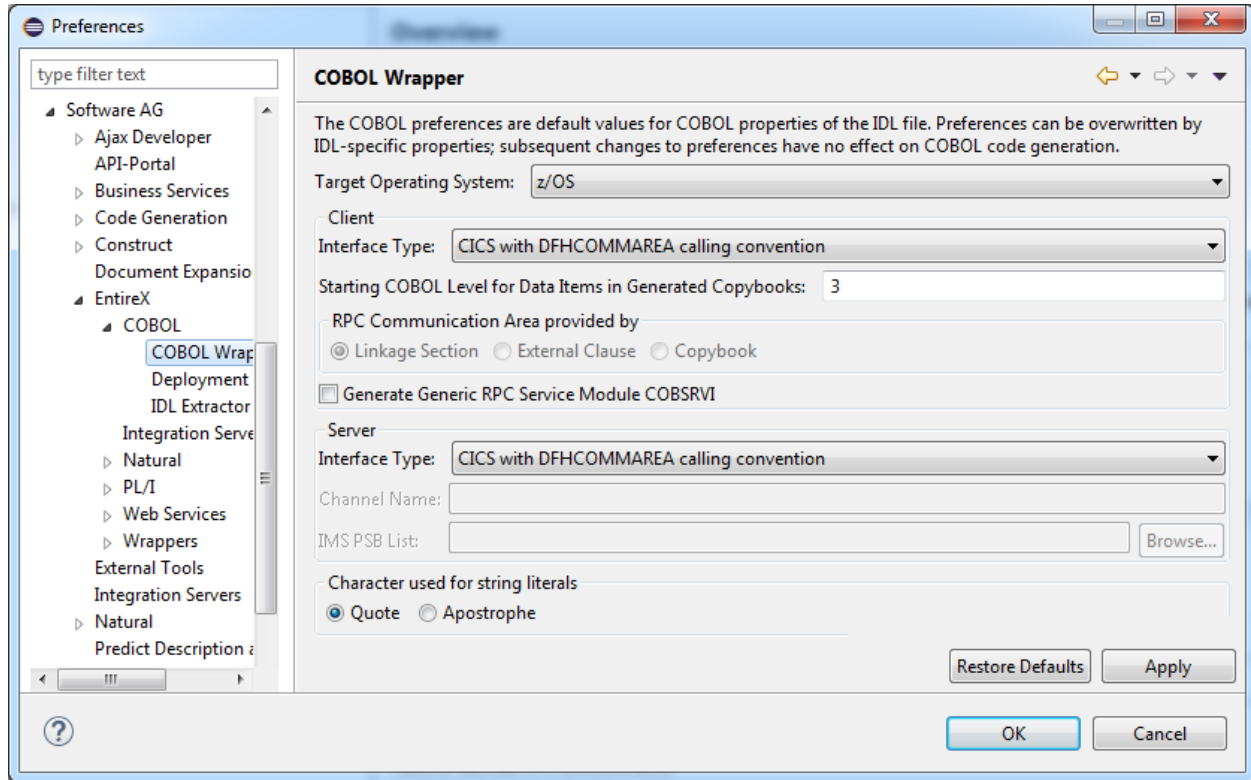 Preferences
Overview
type filter text
Software AG
Ajax Developer
API-Portal
Business Services
Code Generation
Construct
Document Expansio
EntireX
COBOL
COBOL Wrap
Deployment
IDL Extractor
Integration Serve
Natural
PL/I
Web Services
Wrappers
External Tools
Integration Servers
Natural
Predict Description a
COBOL Wrapper
The COBOL preferences are default values for COBOL properties of the IDL file. Preferences can be overwritten by
IDL-specific properties; subsequent changes to preferences have no effect on COBOL code generation.
Target Operating System: z/OS
Client
Interface Type: CICS with DFHCOMMAREA calling convention
Starting COBOL Level for Data Items in Generated Copybooks: 3
RPC Communication Area provided by
Linkage Section External Clause Copybook
Generate Generic RPC Service Module COBSRVI
Server
Interface Type: CICS with DFHCOMMAREA calling convention
Channel Name:
IMS PSB List: Browse...
Character used for string literals
Quote Apostrophe
Restore Defaults Apply
? OK Cancel